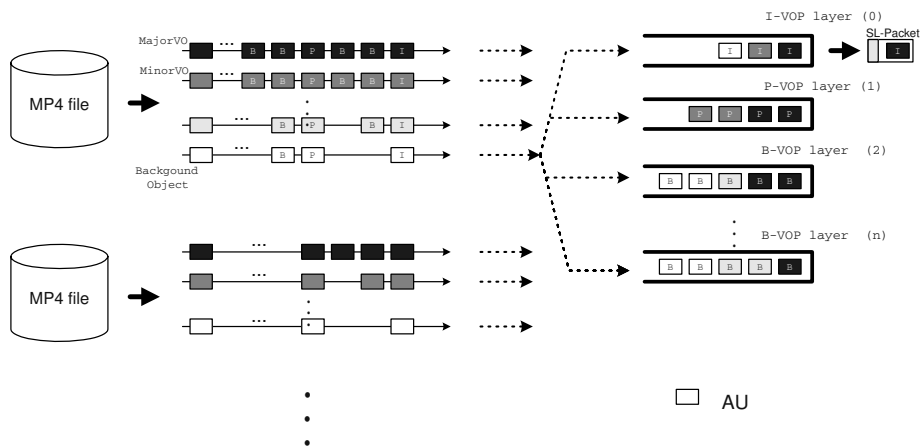 I-VOP layer (0)
SL-Packet
MajorVO
... B B P B B I
I I I
I
MinorVO
... B B P B B I
MP4 file
P-VOP layer (1)
P P P P
... B P B I
... B P I
B-VOP layer (2)
Backgound
Object
B B B B B
B-VOP layer (n)
...
B B B B B
...
MP4 file
...
AU